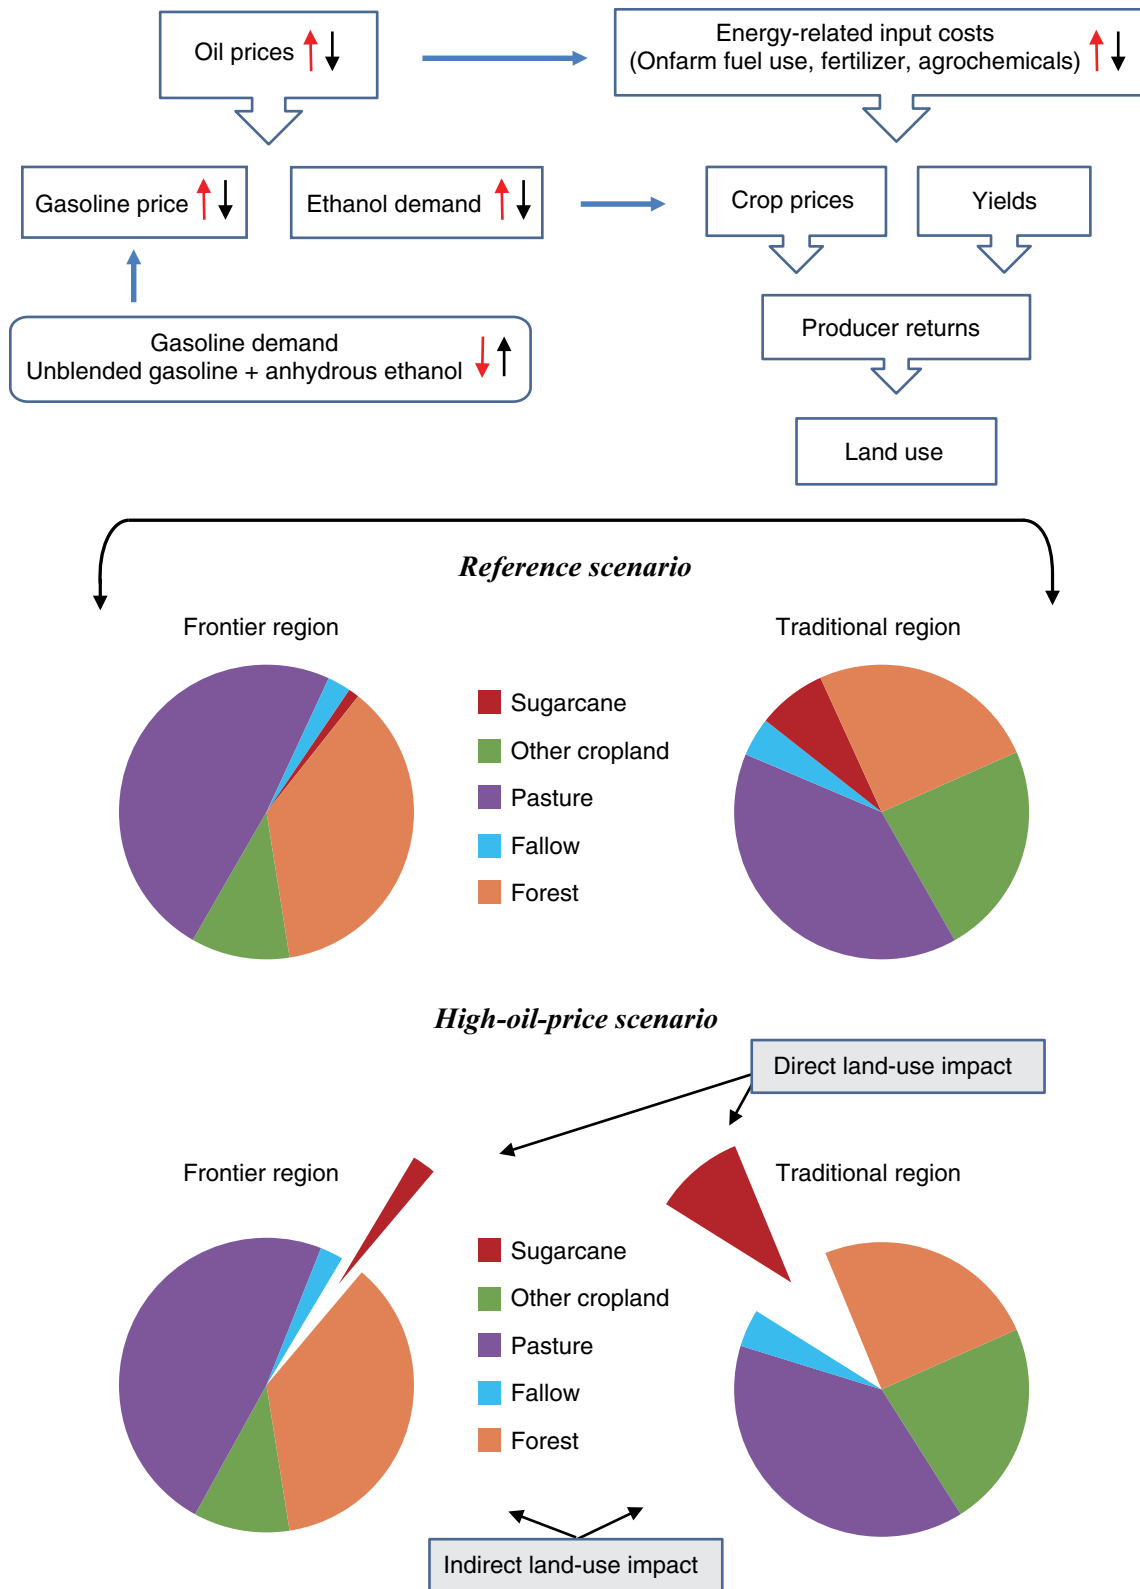 Oil prices
Energy-related input costs
(Onfarm fuel use, fertilizer, agrochemicals)
Gasoline price
Ethanol demand
Crop prices
Yields
Gasoline demand
Unblended gasoline + anhydrous ethanol
Producer returns
Land use
Reference scenario
Frontier region
Traditional region
Sugarcane
Other cropland
Pasture
Fallow
Forest
High-oil-price scenario
Direct land-use impact
Frontier region
Traditional region
Sugarcane
Other cropland
Pasture
Fallow
Forest
Indirect land-use impact